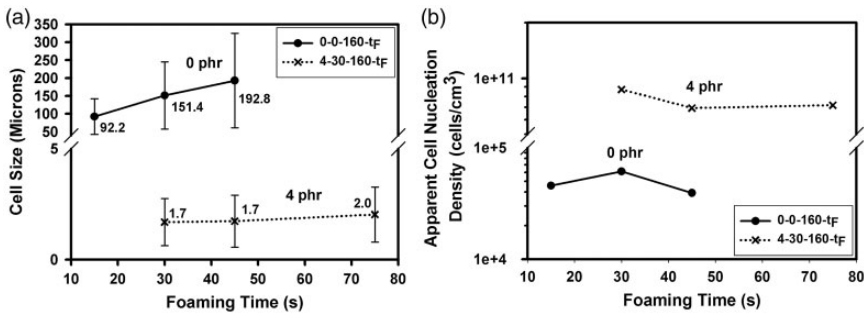 (a)
Cell Size (Microns)
350
300
250
200
150
100
50
5
0
0 phr
0-0-160-tF
4-30-160-tF
92.2
151.4
192.8
4 phr
1.7
1.7
2.0
10 20 30 40 50 60 70 80
Foaming Time (s)
(b)
Apparent Cell Nucleation
Density (cells/cm³)
1e+11
1e+5
1e+4
4 phr
0 phr
0-0-160-tF
4-30-160-tF
10 20 30 40 50 60 70 80
Foaming Time (s)